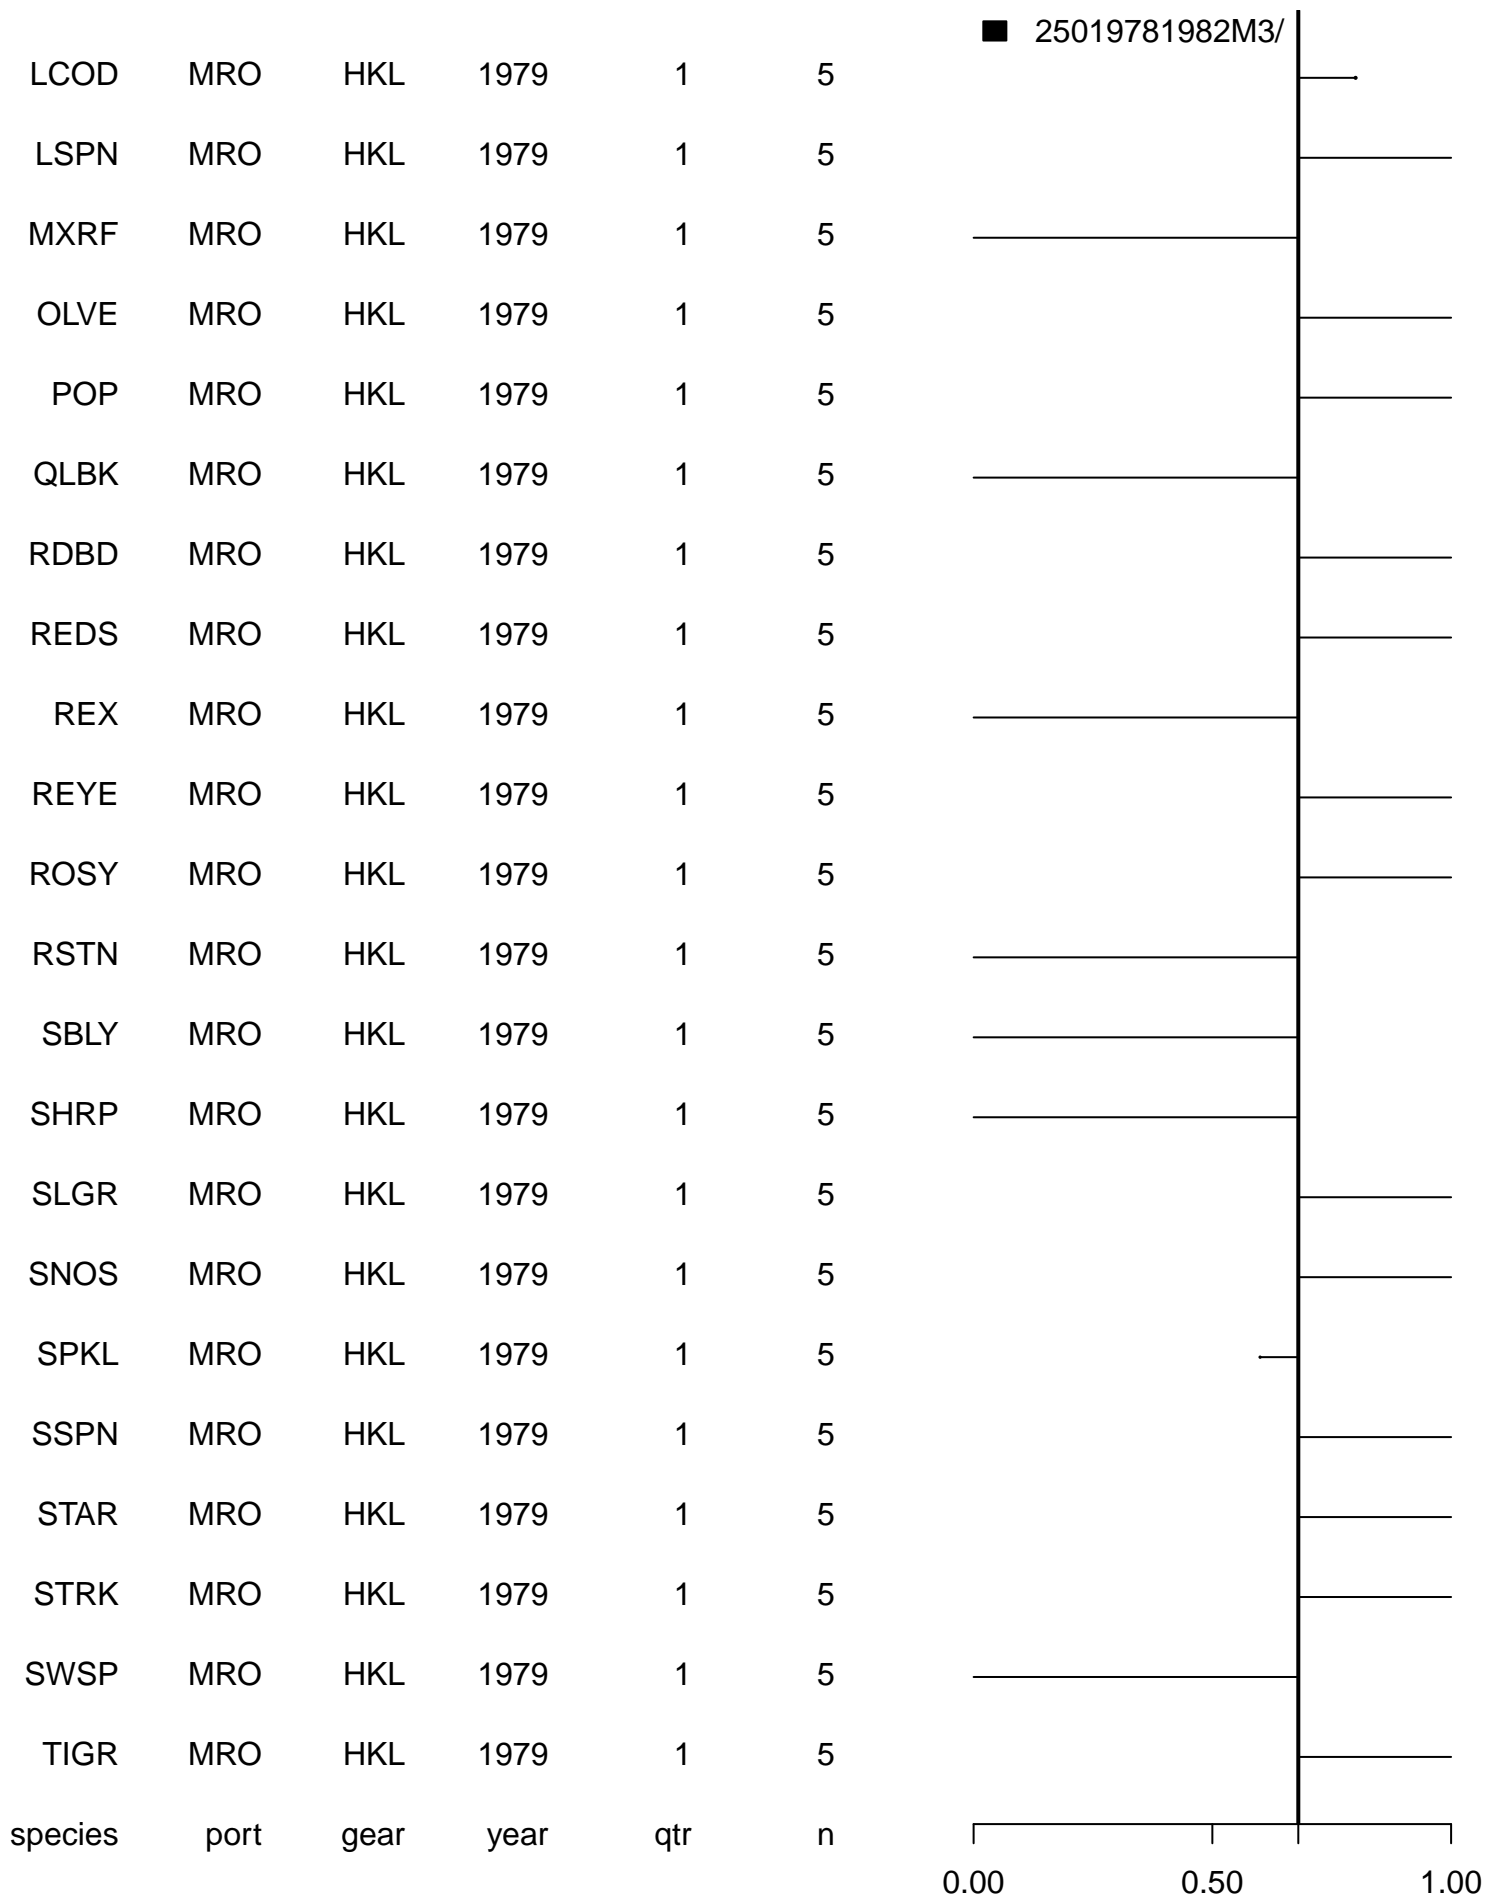 25019781982M3/
LCOD MRO HKL 1979 1 5
LSPN MRO HKL 1979 1 5
MXRF MRO HKL 1979 1 5
OLVE MRO HKL 1979 1 5
POP MRO HKL 1979 1 5
QLBK MRO HKL 1979 1 5
RDBD MRO HKL 1979 1 5
REDS MRO HKL 1979 1 5
REX MRO HKL 1979 1 5
REYE MRO HKL 1979 1 5
ROSY MRO HKL 1979 1 5
RSTN MRO HKL 1979 1 5
SBLY MRO HKL 1979 1 5
SHRP MRO HKL 1979 1 5
SLGR MRO HKL 1979 1 5
SNOS MRO HKL 1979 1 5
SPKL MRO HKL 1979 1 5
SSPN MRO HKL 1979 1 5
STAR MRO HKL 1979 1 5
STRK MRO HKL 1979 1 5
SWSP MRO HKL 1979 1 5
TIGR MRO HKL 1979 1 5
species port gear year qtr n
0.00 0.50 1.00